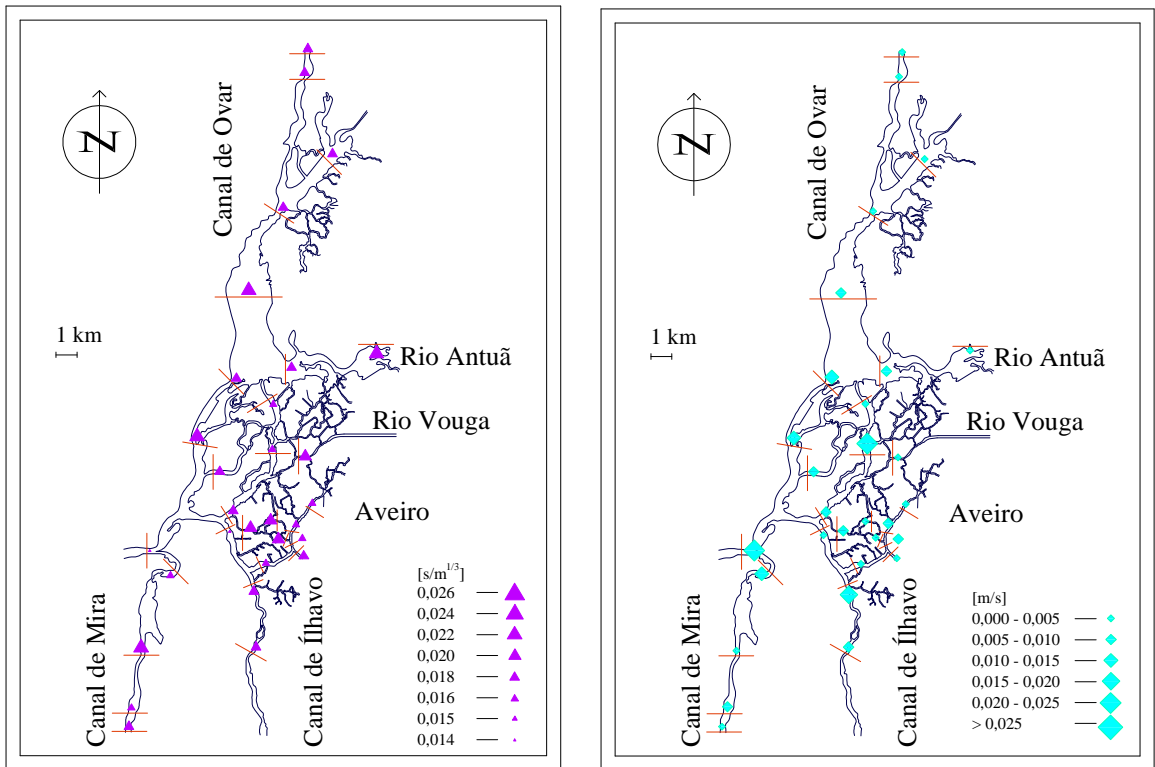 N
Canal de Ovar
1 km
Rio Antuã
Rio Vouga
Aveiro
Canal de Mira
Canal de Ílhavo
[s/m^1/3]
0,026
0,024
0,022
0,020
0,018
0,016
0,015
0,014
N
Canal de Ovar
1 km
Rio Antuã
Rio Vouga
Aveiro
Canal de Mira
Canal de Ílhavo
[m/s]
0,000 - 0,005
0,005 - 0,010
0,010 - 0,015
0,015 - 0,020
0,020 - 0,025
> 0,025